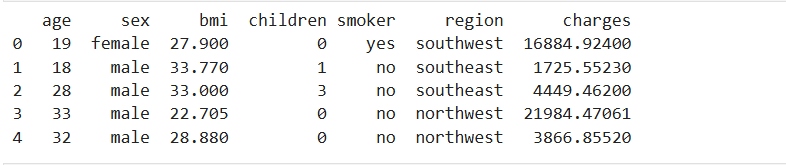 age sex bmi children smoker region charges
0 19 female 27.900 0 yes southwest 16884.92400
1 18 male 33.770 1 no southeast 1725.55230
2 28 male 33.000 3 no southeast 4449.46200
3 33 male 22.705 0 no northwest 21984.47061
4 32 male 28.880 0 no northwest 3866.85520